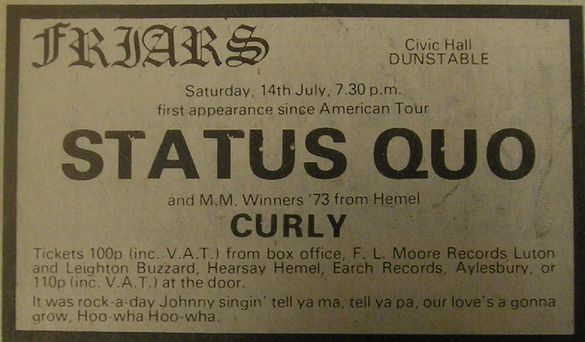 FRIARS
Civic Hall
DUNSTABLE
Saturday, 14th July, 7.30 p.m.
first appearance since American Tour
STATUS QUO
and M.M. Winners '73 from Hemel
CURLY
Tickets 100p (inc. V.A.T.) from box office, F. L. Moore Records Luton
and Leighton Buzzard, Hearsay Hemel, Earch Records, Aylesbury, or
110p (inc. V.A.T.) at the door.
It was rock-a-day Johnny singin' tell ya ma, tell ya pa, our love's a gonna
grow, Hoo-wha Hoo-wha.